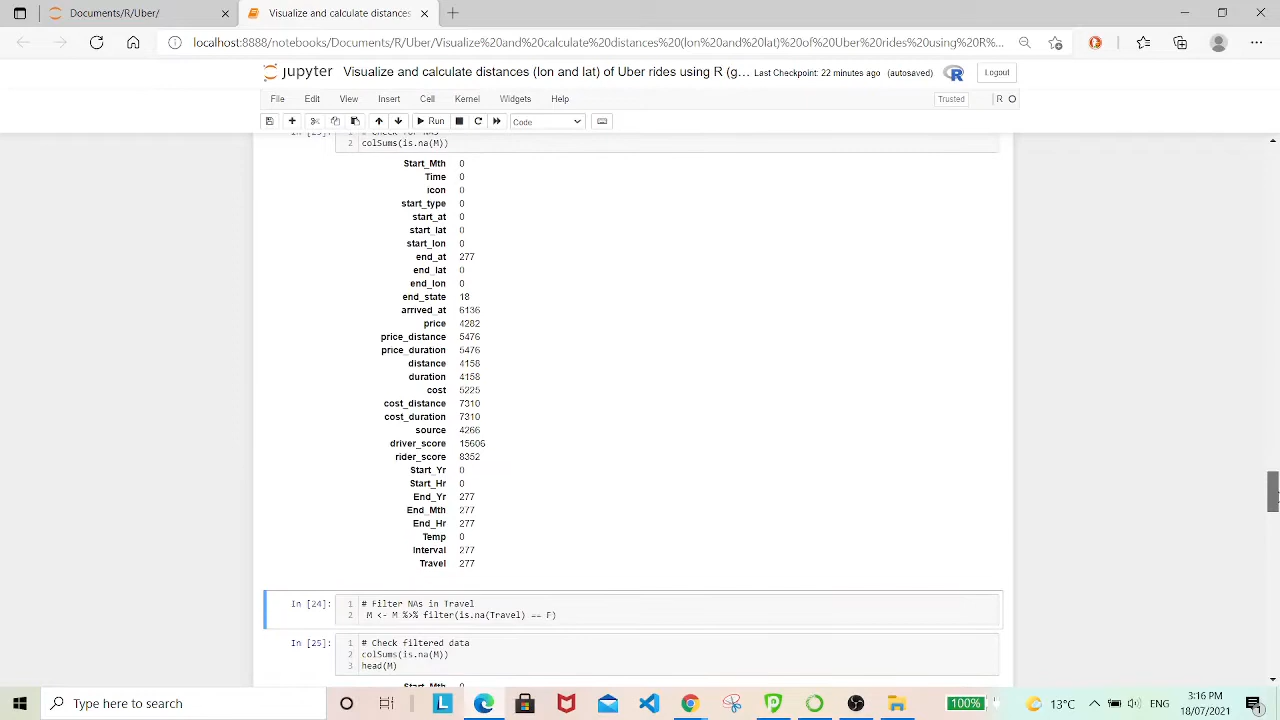 Documents/R/Uber/
Visualize and calculate distances
localhost:8888/notebooks/Documents/R/Uber/Visualize%20and%20calculate%20distances%20(lon%20and%20lat)%20of%20Uber%20rides%20using%20R%...
jupyter Visualize and calculate distances (lon and lat) of Uber rides using R (g... Last Checkpoint: 22 minutes ago (autosaved) R Logout
File Edit View Insert Cell Kernel Widgets Help Trusted R
Run Code
2 colSums(is.na(M))
Start_Mth 0
Time 0
icon 0
start_type 0
start_at 0
start_lat 0
start_lon 0
end_at 277
end_lat 0
end_lon 0
end_state 18
arrived_at 6136
price 4282
price_distance 5476
price_duration 5476
distance 4158
duration 4158
cost 5225
cost_distance 7310
cost_duration 7310
source 4266
driver_score 15606
rider_score 8352
Start_Yr 0
Start_Hr 0
End_Yr 277
End_Mth 277
End_Hr 277
Temp 0
Interval 277
Travel 277
In [24]: 1 # Filter NAs in Travel
2 M <- M %>% filter(is.na(Travel) == F)
In [25]: 1 # Check filtered data
2 colSums(is.na(M))
3 head(M)
Start_Mth 0
Type here to search
L
100%
13°C
ENG
3:16 PM
18/07/2021